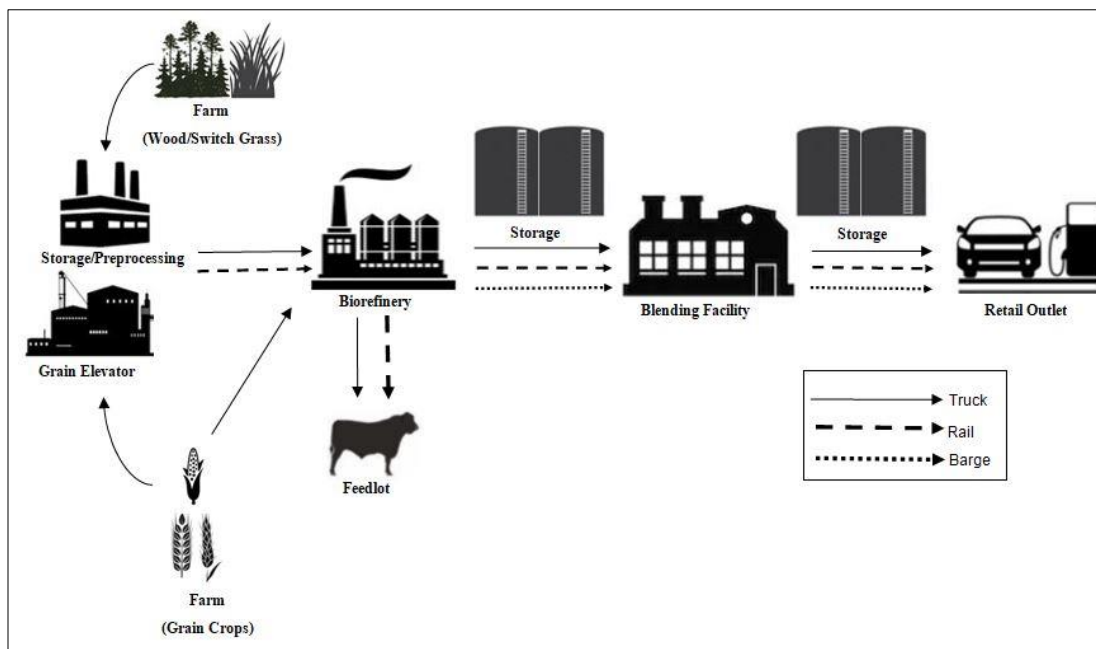 Farm
(Wood/Switch Grass)
Storage/Preprocessing
Grain Elevator
Farm
(Grain Crops)
Biorefinery
Feedlot
Storage
Blending Facility
Storage
Retail Outlet
Truck
Rail
Barge